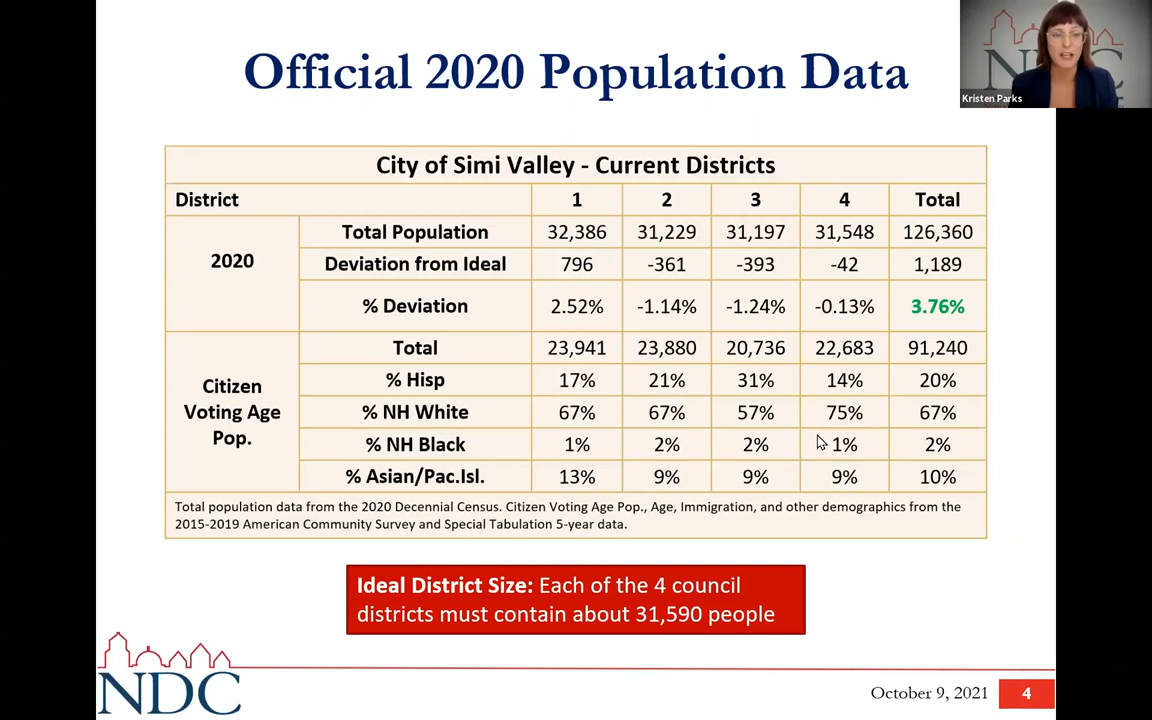 Official 2020 Population Data
NDC
Kristen Parks
City of Simi Valley - Current Districts
District 1 2 3 4 Total
2020
Total Population 32,386 31,229 31,197 31,548 126,360
Deviation from Ideal 796 -361 -393 -42 1,189
% Deviation 2.52% -1.14% -1.24% -0.13% 3.76%
Citizen
Voting Age
Pop.
Total 23,941 23,880 20,736 22,683 91,240
% Hisp 17% 21% 31% 14% 20%
% NH White 67% 67% 57% 75% 67%
% NH Black 1% 2% 2% 1% 2%
% Asian/Pac.Isl. 13% 9% 9% 9% 10%
Total population data from the 2020 Decennial Census. Citizen Voting Age Pop., Age, Immigration, and other demographics from the
2015-2019 American Community Survey and Special Tabulation 5-year data.
Ideal District Size: Each of the 4 council
districts must contain about 31,590 people
NDC
October 9, 2021 4